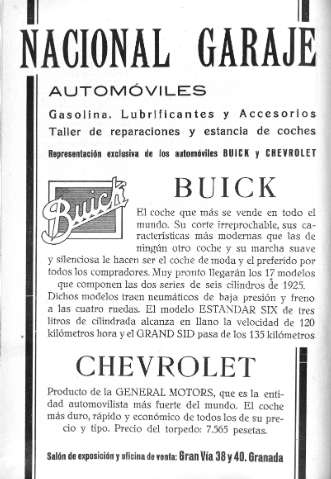 NACIONAL GARAJE
AUTOMÓVILES
Gasolina, Lubrificantes y Accesorios
Taller de reparaciones y estancia de coches
Representación exclusiva de los automóviles BUICK y CHEVROLET
Buick
BUICK
El coche que más se vende en todo el
mundo. Su corte irreprochable, sus ca-
racterísticas más modernas que las de
ningún otro coche y su marcha suave
y silenciosa le hacen ser el coche de moda y el preferido por
todos los compradores. Muy pronto llegarán los 17 modelos
que componen las dos series de seis cilindros de 1925.
Dichos modelos traen neumáticos de baja presión y freno
a las cuatro ruedas. El modelo ESTANDAR SIX de tres
litros de cilindrada alcanza en llano la velocidad de 120
kilómetros hora y el GRAND SID pasa de los 135 kilómetros
CHEVROLET
Producto de la GENERAL MOTORS, que es la enti-
dad automovilista más fuerte del mundo. El coche
más duro, rápido y económico de todos los de su pre-
cio y tipo. Precio del torpedo: 7.565 pesetas.
Salón de exposición y oficina de venta: Gran Vía 38 y 40. Granada